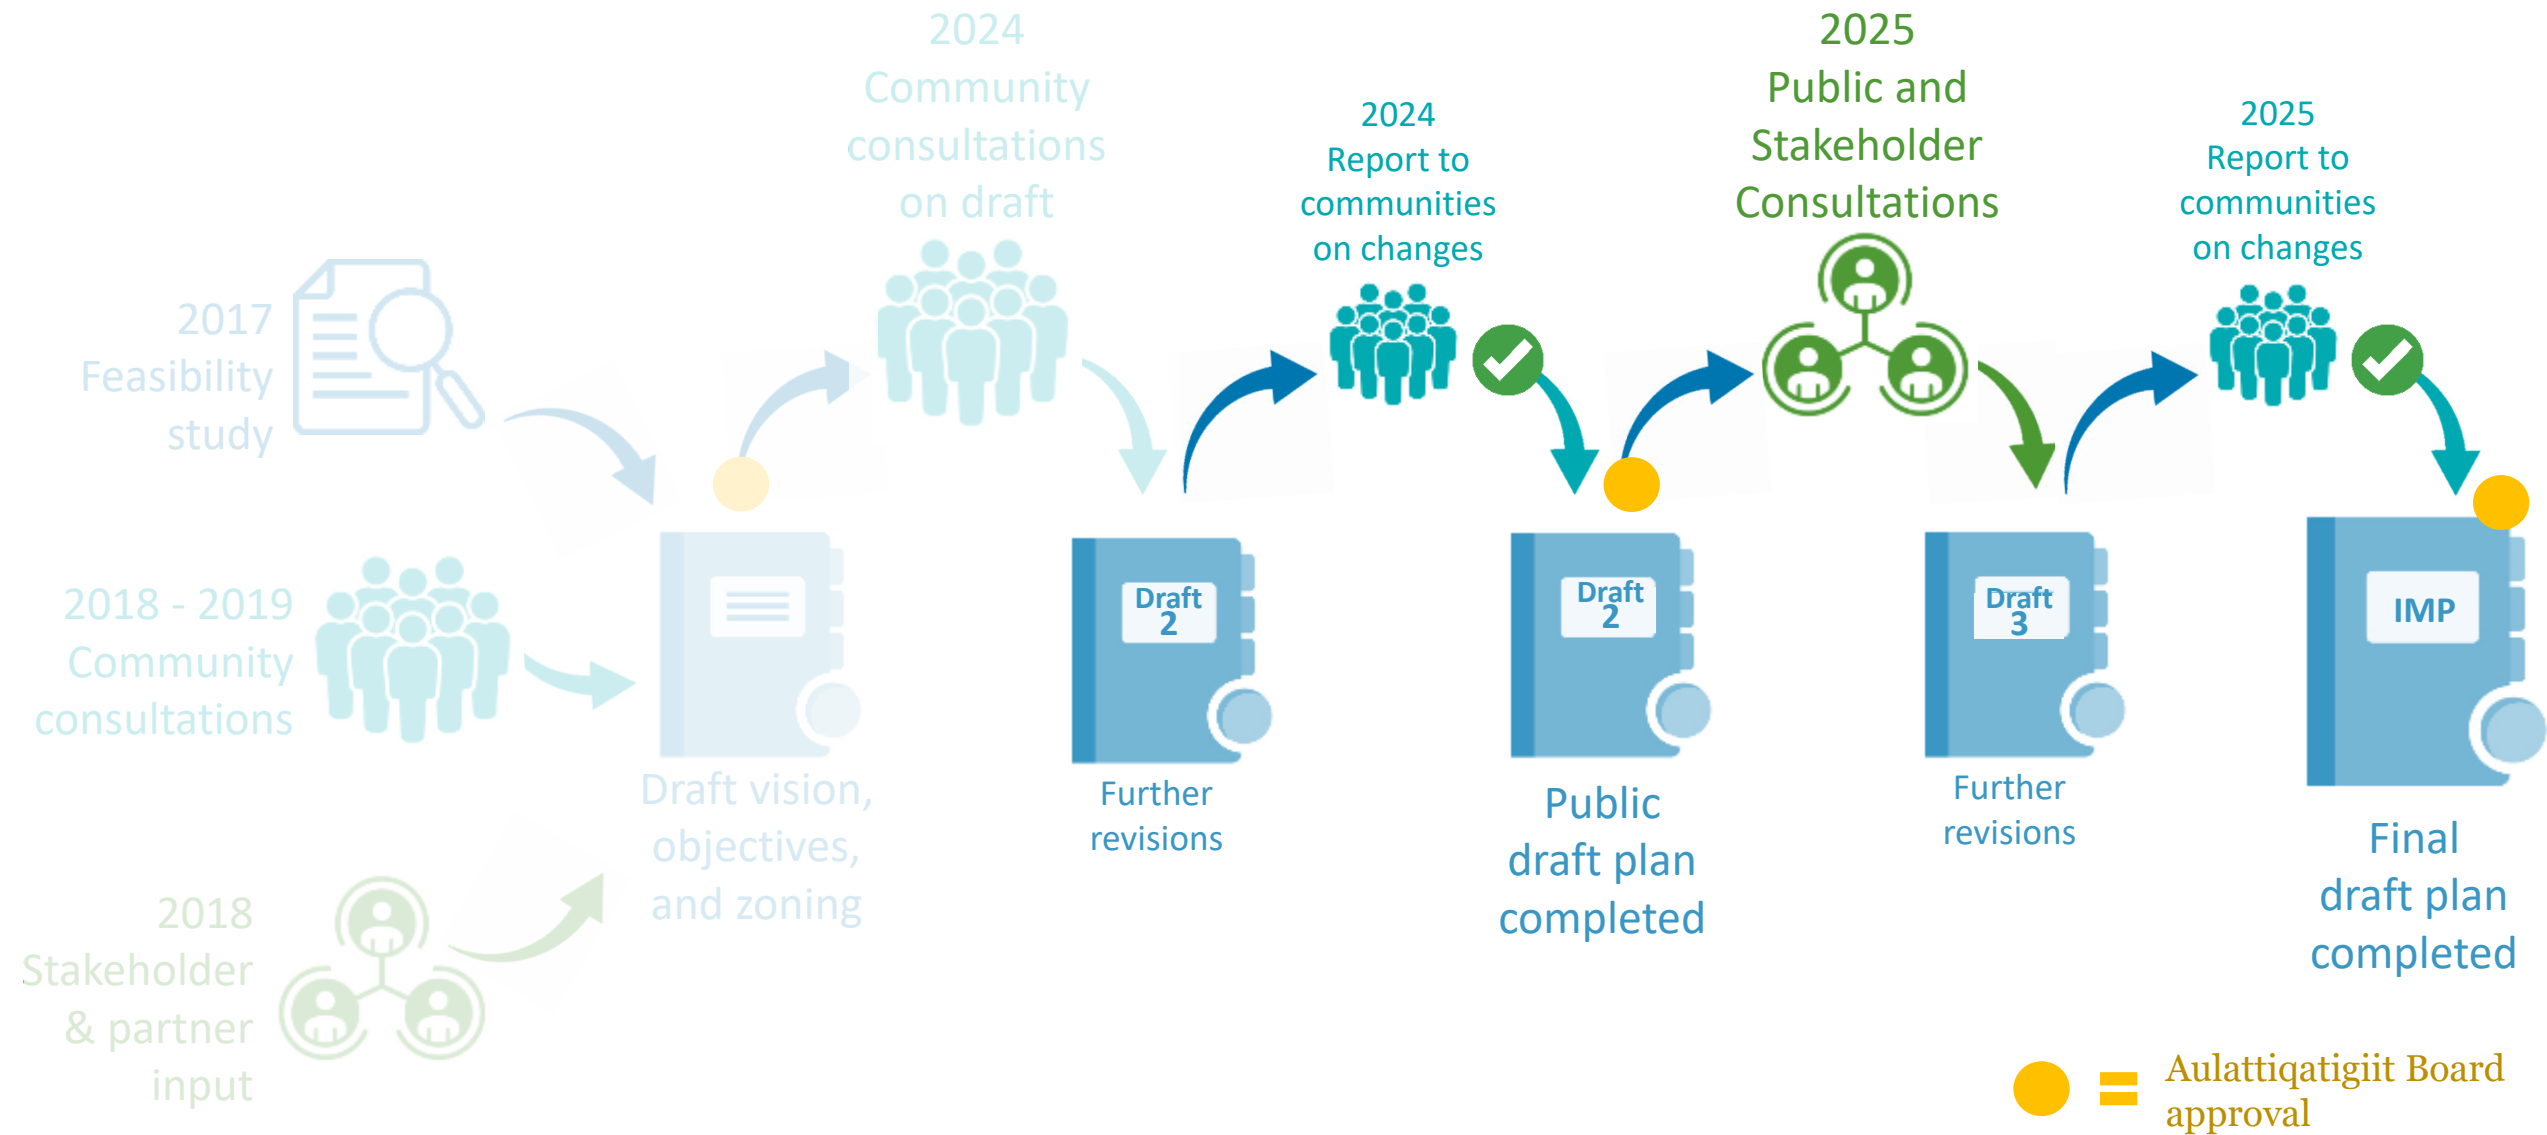 2017
Feasibility
study
2018 - 2019
Community
consultations
2018
Stakeholder
& partner
input
Draft vision,
objectives,
and zoning
2024
Community
consultations
on draft
Draft
2
Further
revisions
2024
Report to
communities
on changes
Draft
2
Public
draft plan
completed
2025
Public and
Stakeholder
Consultations
Draft
3
Further
revisions
2025
Report to
communities
on changes
IMP
Final
draft plan
completed
Aulattiqatigiit Board
approval